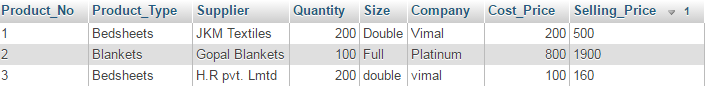 Product_No Product_Type Supplier Quantity Size Company Cost_Price Selling_Price 1
1 Bedsheets JKM Textiles 200 Double Vimal 200 500
2 Blankets Gopal Blankets 100 Full Platinum 800 1900
3 Bedsheets H.R pvt. Lmtd 200 double vimal 100 160